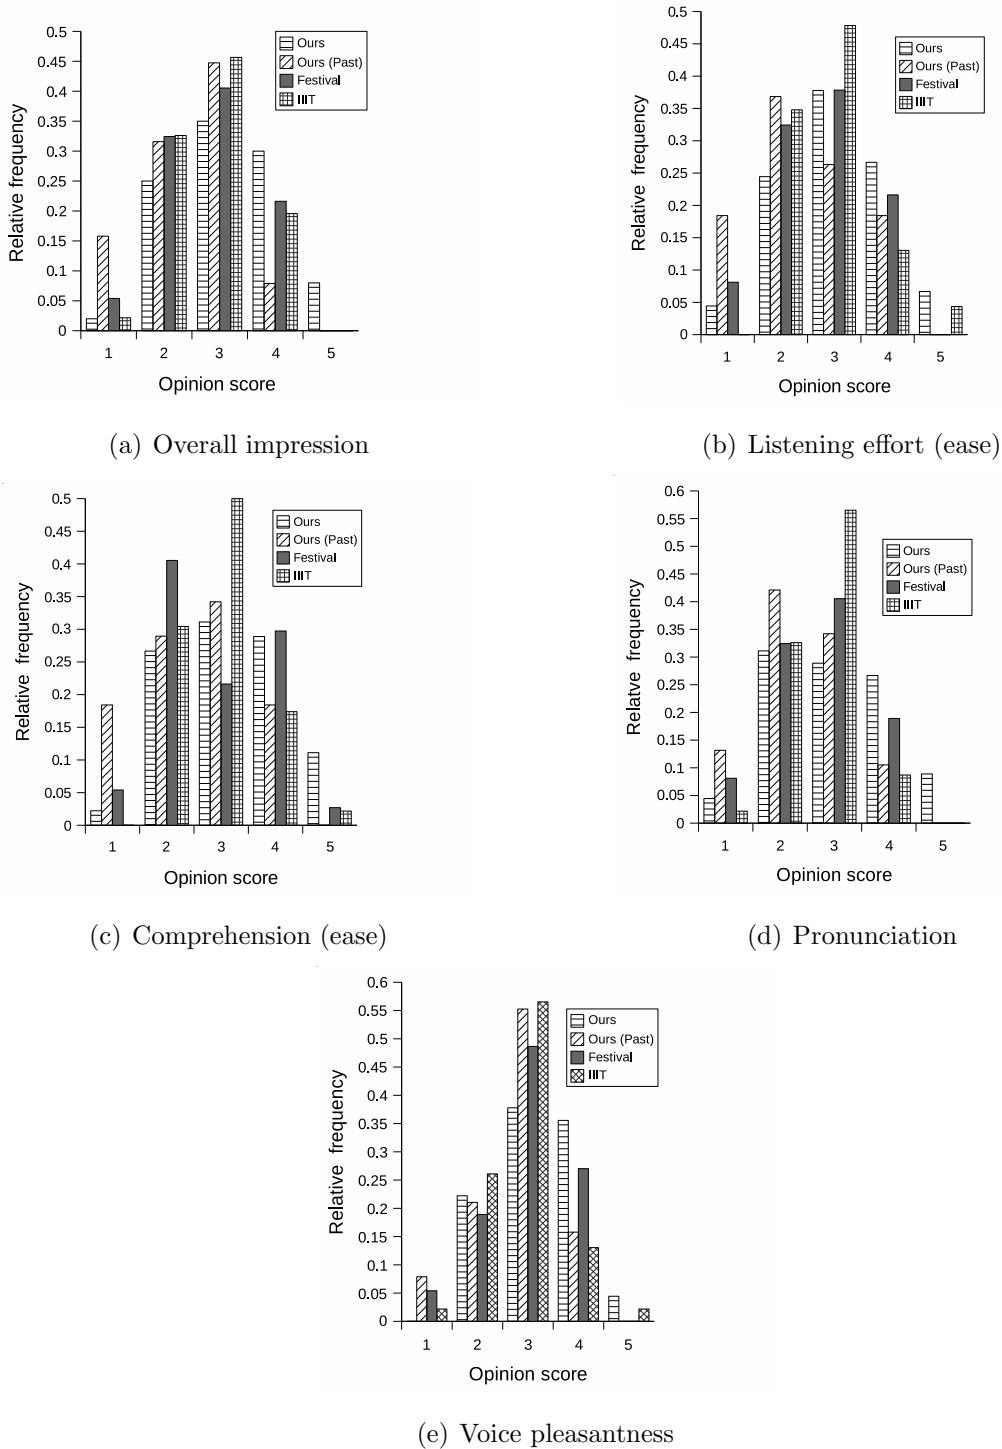 0.5
0.45
0.4
0.35
0.3
0.25
0.2
0.15
0.1
0.05
0
Relative frequency
Ours
Ours (Past)
Festival
IIIT
1 2 3 4 5
Opinion score
(a) Overall impression
0.5
0.45
0.4
0.35
0.3
0.25
0.2
0.15
0.1
0.05
0
Relative frequency
Ours
Ours (Past)
Festival
IIIT
1 2 3 4 5
Opinion score
(b) Listening effort (ease)
0.5
0.45
0.4
0.35
0.3
0.25
0.2
0.15
0.1
0.05
0
Relative frequency
Ours
Ours (Past)
Festival
IIIT
1 2 3 4 5
Opinion score
(c) Comprehension (ease)
0.6
0.55
0.5
0.45
0.4
0.35
0.3
0.25
0.2
0.15
0.1
0.05
0
Relative frequency
Ours
Ours (Past)
Festival
IIIT
1 2 3 4 5
Opinion score
(d) Pronunciation
0.6
0.55
0.5
0.45
0.4
0.35
0.3
0.25
0.2
0.15
0.1
0.05
0
Relative frequency
Ours
Ours (Past)
Festival
IIIT
1 2 3 4 5
Opinion score
(e) Voice pleasantness